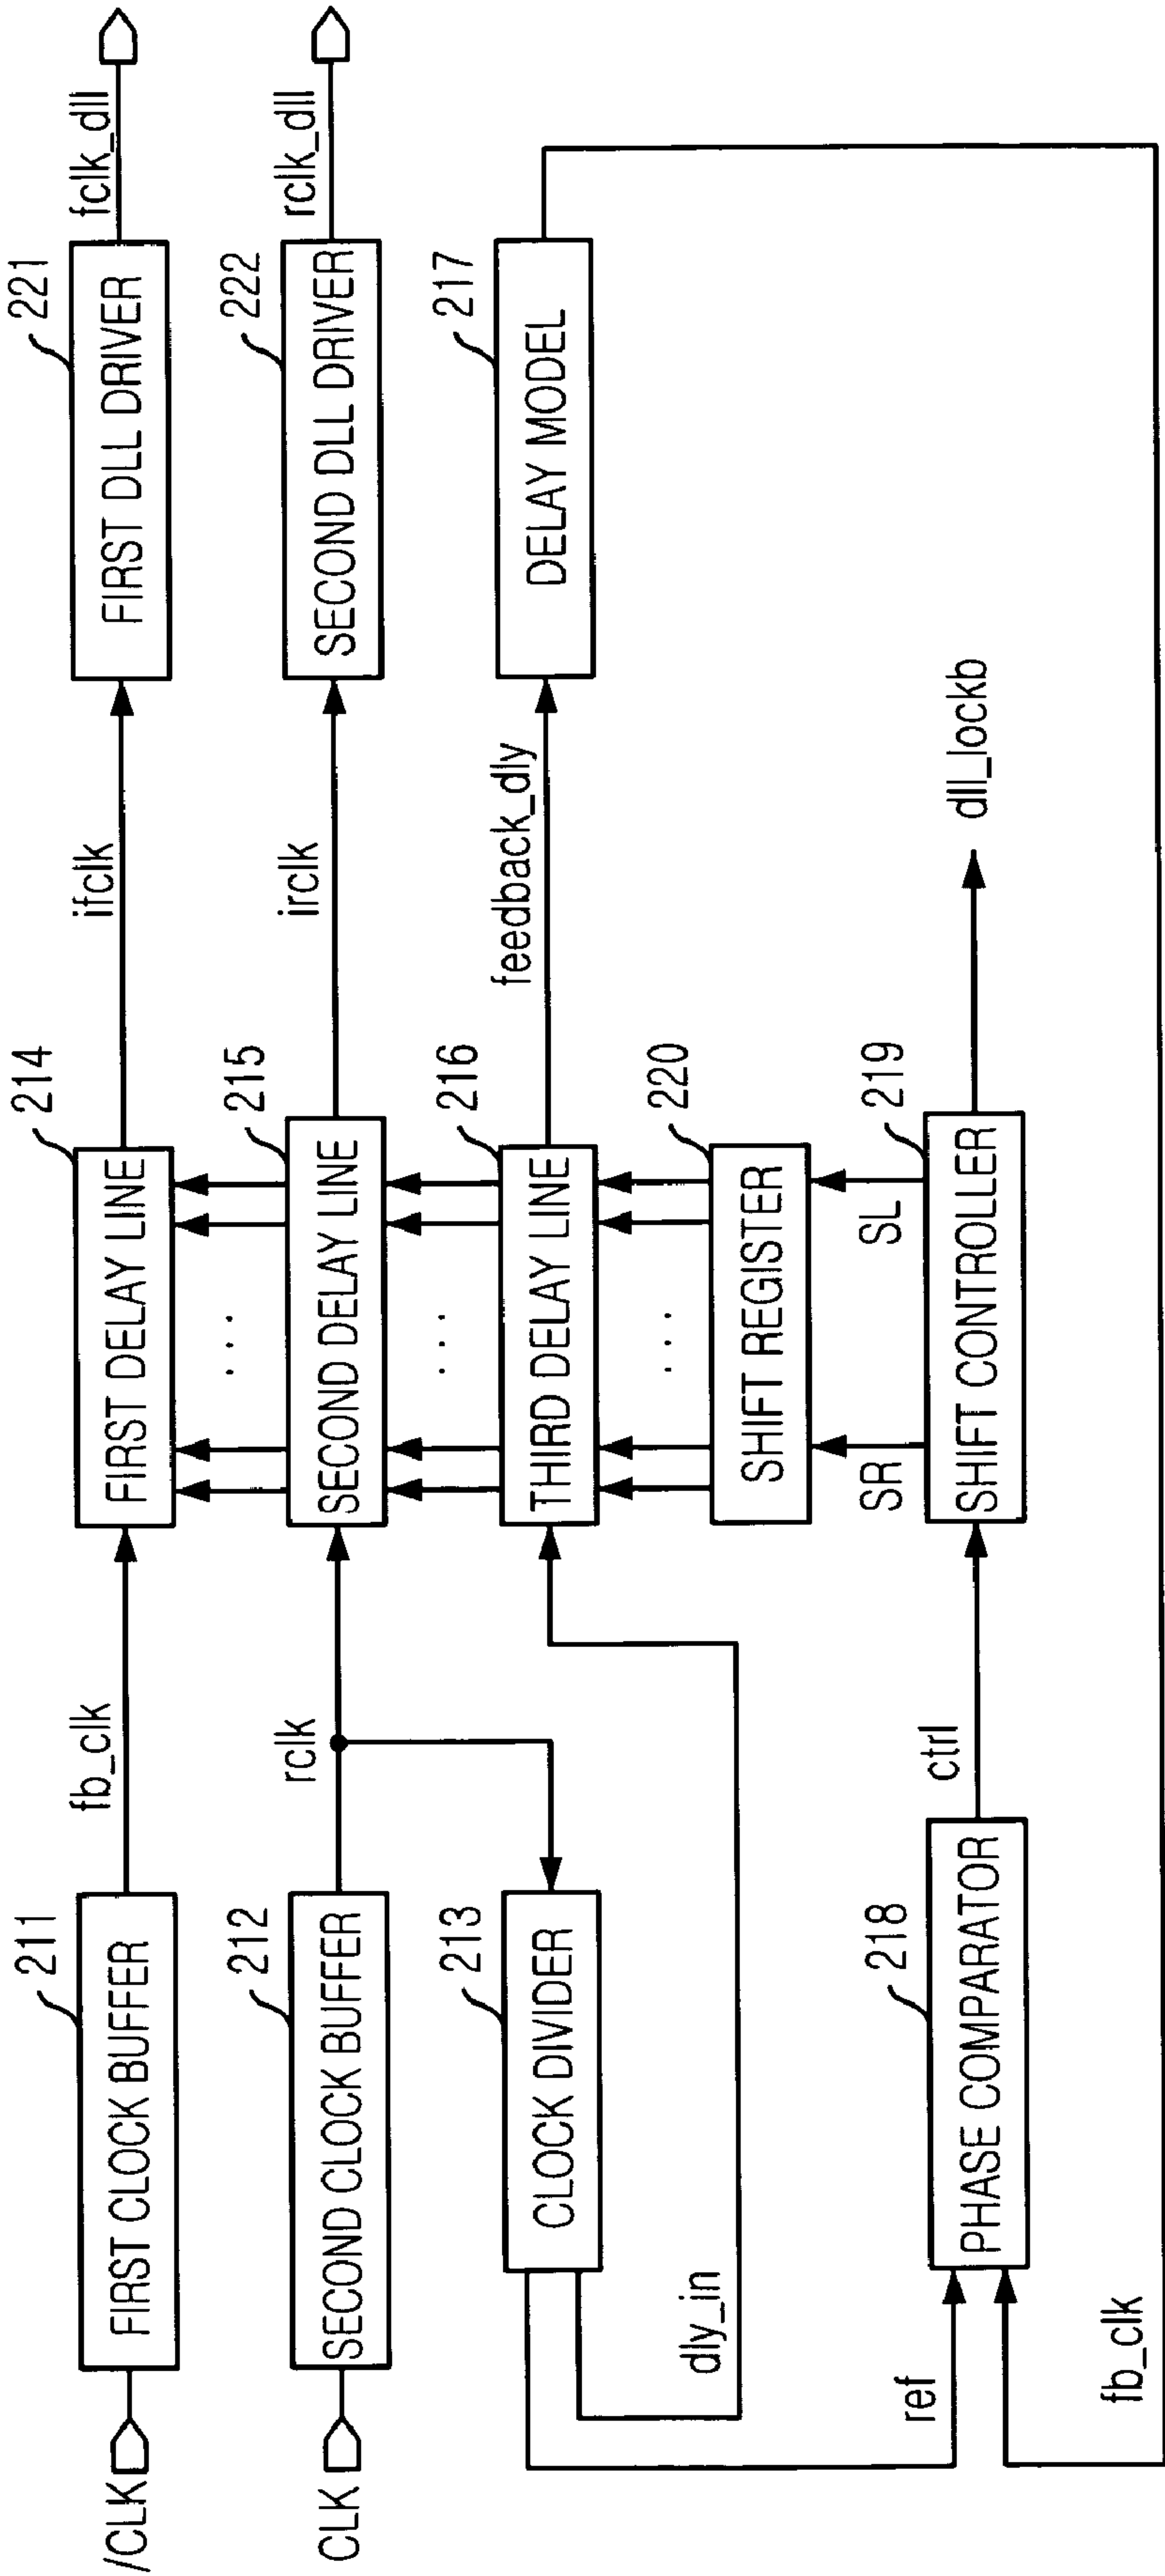 /CLK
FIRST CLOCK BUFFER
211
fb_clk
FIRST DELAY LINE
214
ifclk
FIRST DLL DRIVER
221
fclk_dll
CLK
SECOND CLOCK BUFFER
212
rclk
. . .
SECOND DELAY LINE
215
irclk
SECOND DLL DRIVER
222
rclk_dll
CLOCK DIVIDER
213
. . .
THIRD DELAY LINE
216
feedback_dly
DELAY MODEL
217
dly_in
. . .
SHIFT REGISTER
220
ref
PHASE COMPARATOR
218
ctrl
SR
SL
SHIFT CONTROLLER
219
dll_lockb
fb_clk